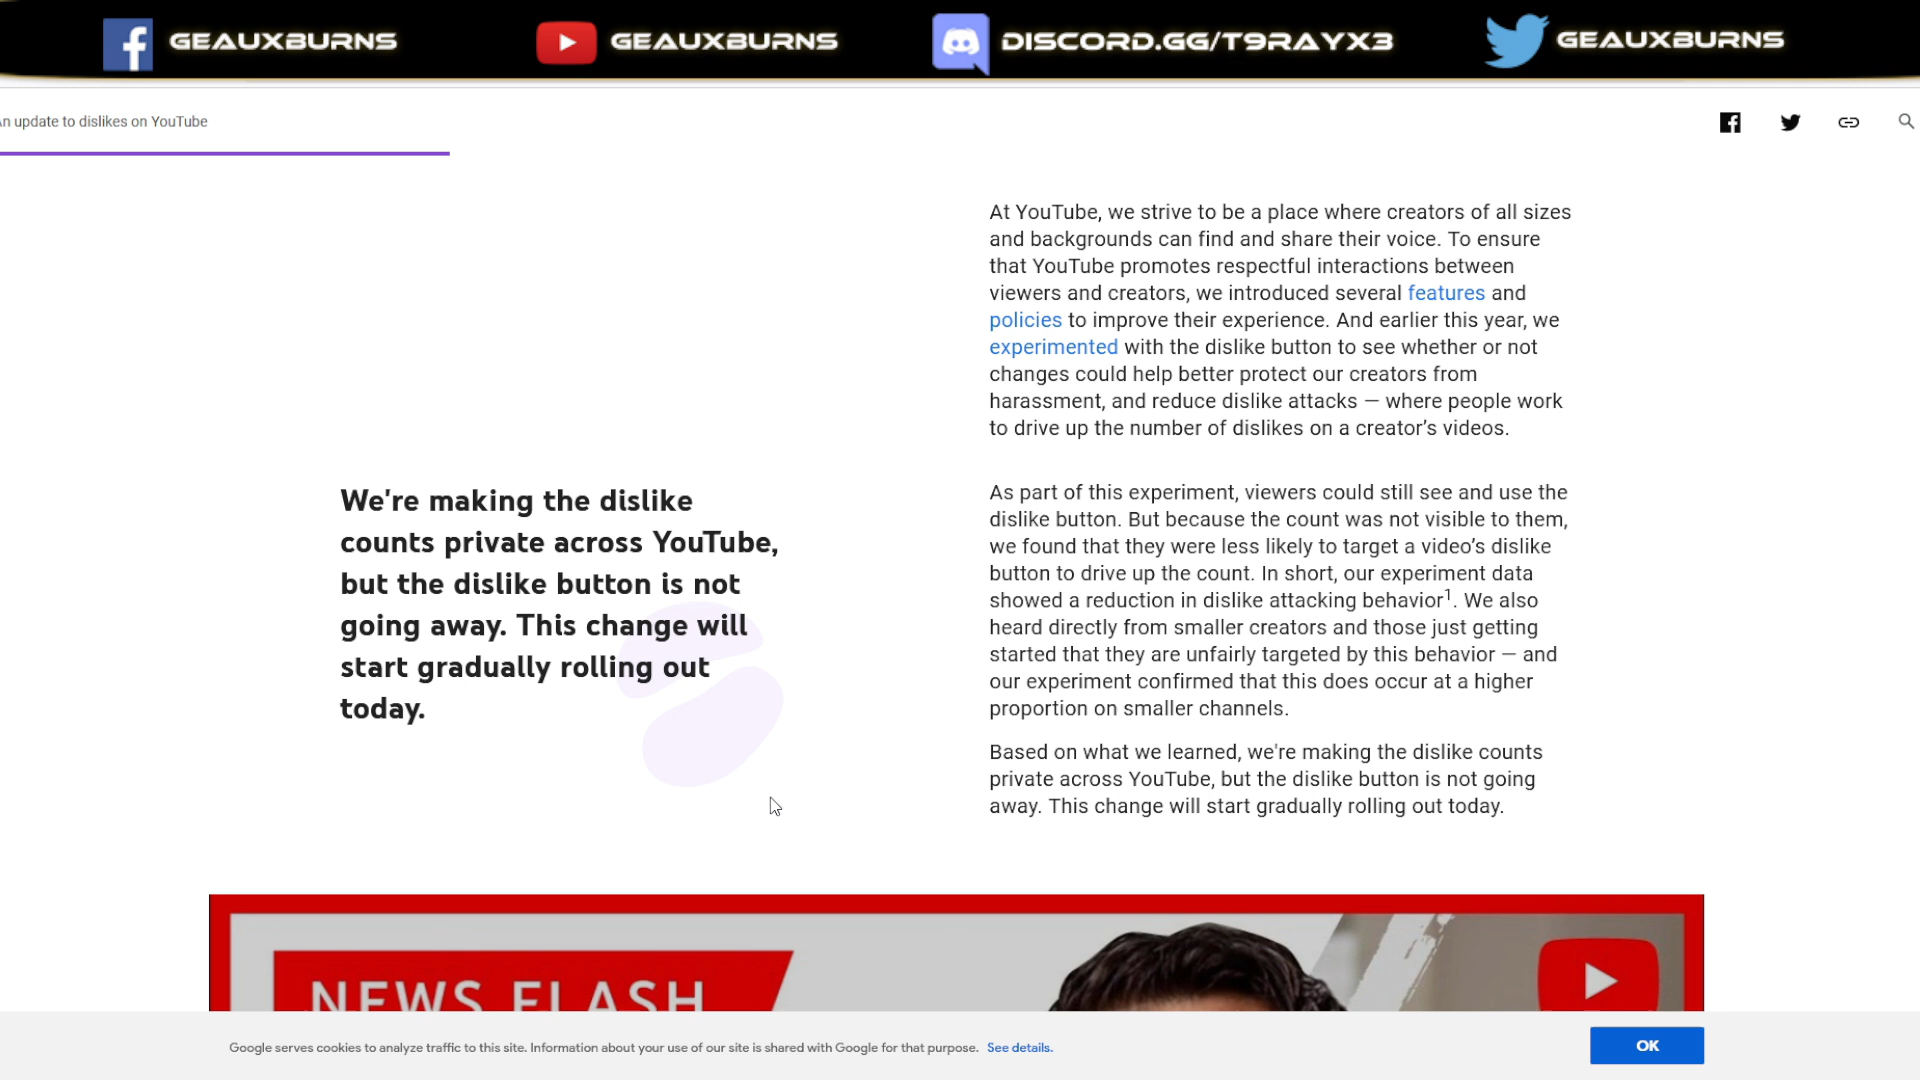 GEAUXBURNS
GEAUXBURNS
DISCORD.GG/T9RAYX3
GEAUXBURNS
An update to dislikes on YouTube
At YouTube, we strive to be a place where creators of all sizes
and backgrounds can find and share their voice. To ensure
that YouTube promotes respectful interactions between
viewers and creators, we introduced several features and
policies to improve their experience. And earlier this year, we
experimented with the dislike button to see whether or not
changes could help better protect our creators from
harassment, and reduce dislike attacks — where people work
to drive up the number of dislikes on a creator’s videos.
We're making the dislike
counts private across YouTube,
but the dislike button is not
going away. This change will
start gradually rolling out
today.
As part of this experiment, viewers could still see and use the
dislike button. But because the count was not visible to them,
we found that they were less likely to target a video’s dislike
button to drive up the count. In short, our experiment data
showed a reduction in dislike attacking behavior1. We also
heard directly from smaller creators and those just getting
started that they are unfairly targeted by this behavior — and
our experiment confirmed that this does occur at a higher
proportion on smaller channels.
Based on what we learned, we're making the dislike counts
private across YouTube, but the dislike button is not going
away. This change will start gradually rolling out today.
NEWS FLASH
Google serves cookies to analyze traffic to this site. Information about your use of our site is shared with Google for that purpose. See details.
OK